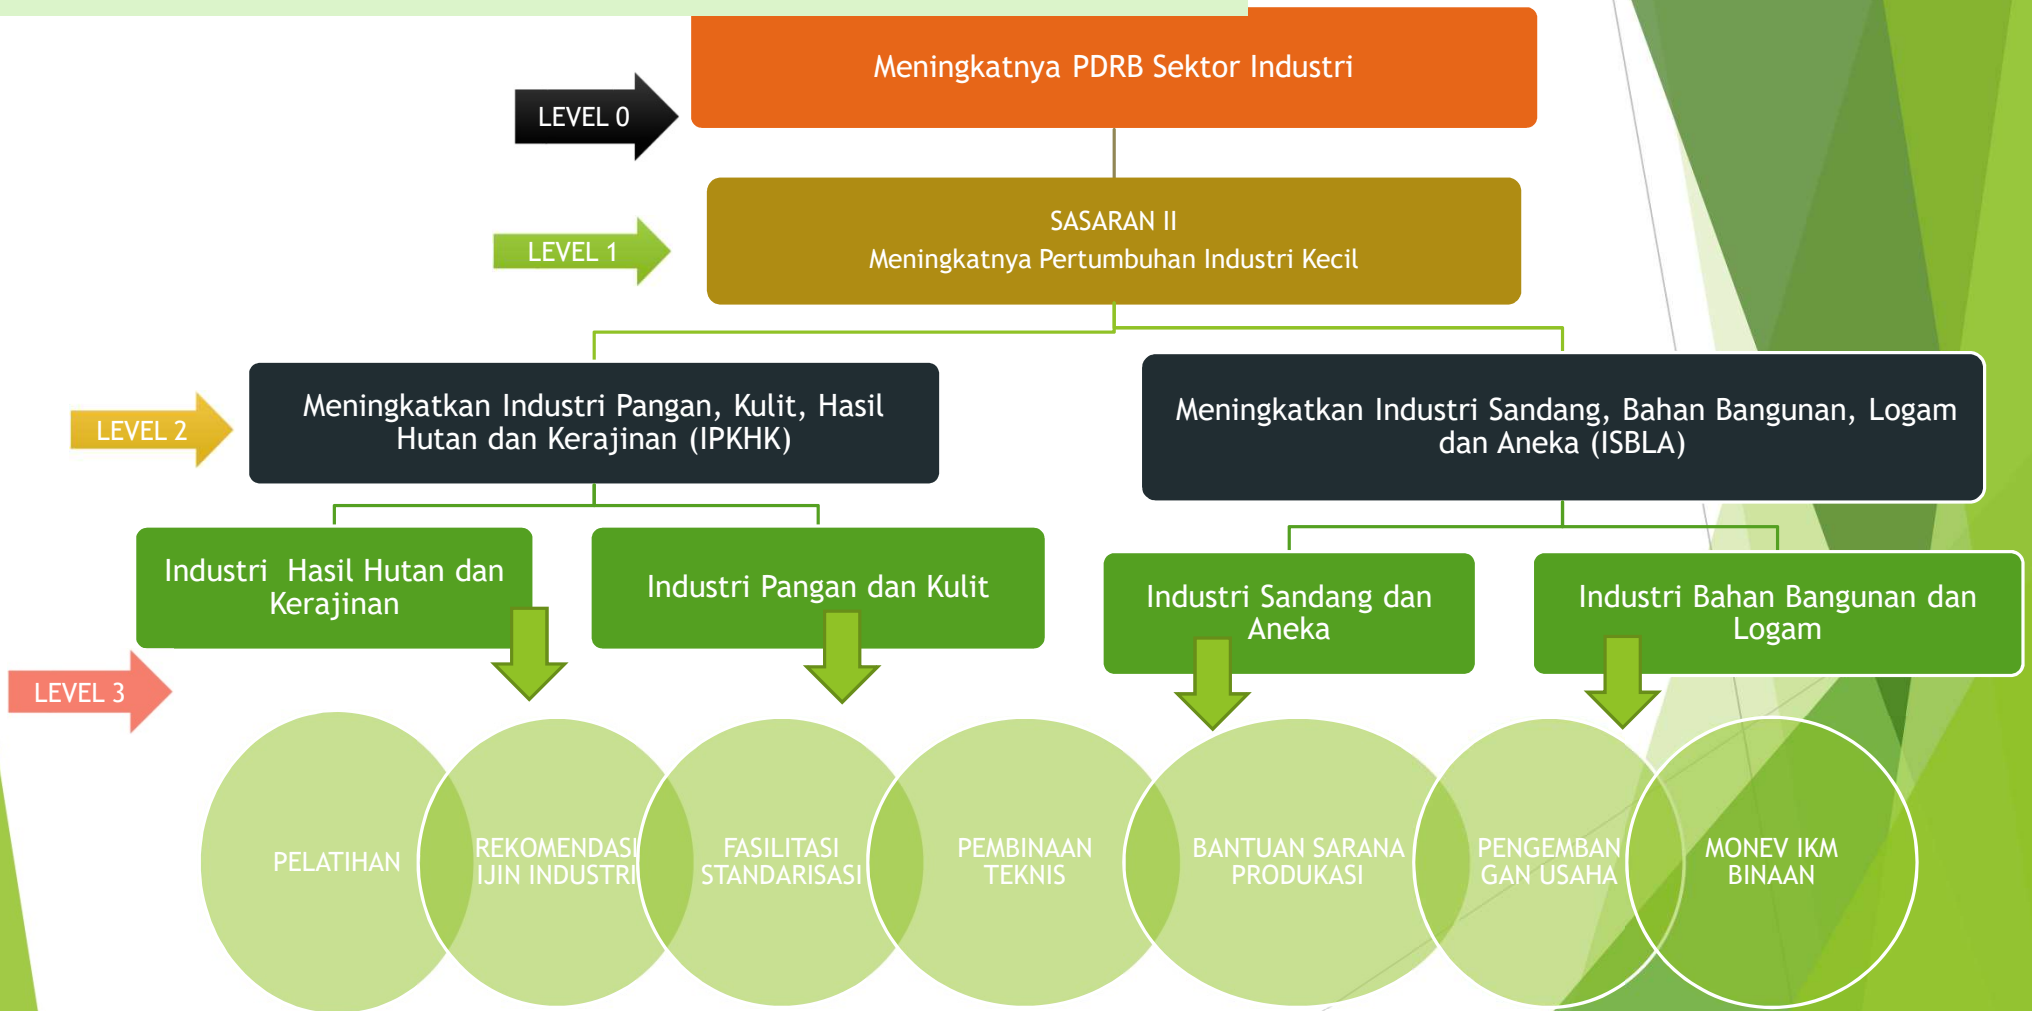 Meningkatnya PDRB Sektor Industri
LEVEL 0
SASARAN II
Meningkatnya Pertumbuhan Industri Kecil
LEVEL 1
Meningkatkan Industri Pangan, Kulit, Hasil
Hutan dan Kerajinan (IPKHK)
Meningkatkan Industri Sandang, Bahan Bangunan, Logam
dan Aneka (ISBLA)
LEVEL 2
Industri Hasil Hutan dan
Kerajinan
Industri Pangan dan Kulit
Industri Sandang dan
Aneka
Industri Bahan Bangunan dan
Logam
LEVEL 3
PELATIHAN
REKOMENDASI
IJIN INDUSTRI
FASILITASI
STANDARISASI
PEMBINAAN
TEKNIS
BANTUAN SARANA
PRODUKASI
PENGEMBAN
GAN USAHA
MONEV IKM
BINAAN